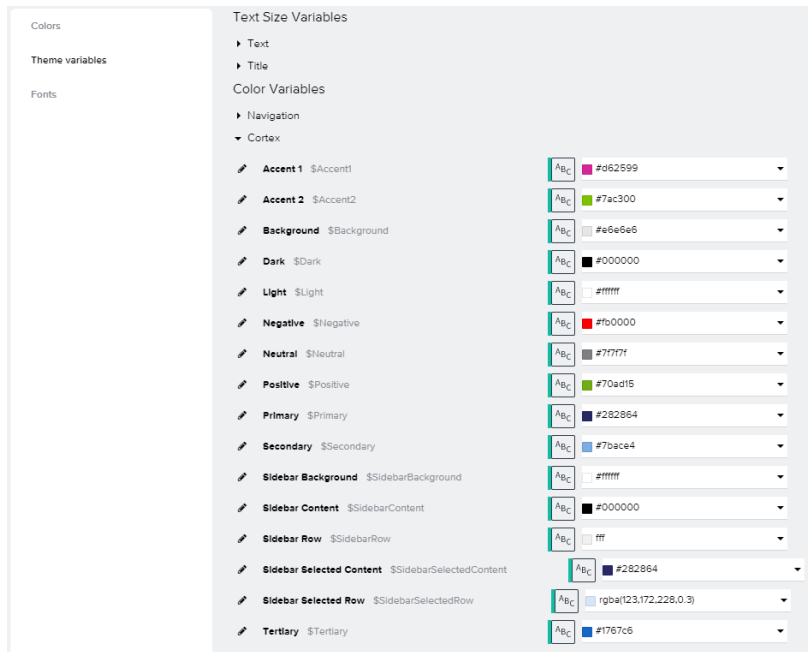 Colors
Theme variables
Fonts
Text Size Variables
Text
Title
Color Variables
Navigation
Cortex
Accent 1 $Accent1 ABC #d62599
Accent 2 $Accent2 ABC #7ac300
Background $Background ABC #e6e6e6
Dark $Dark ABC #000000
Light $Light ABC #ffffff
Negative $Negative ABC #fb0000
Neutral $Neutral ABC #7f7f7f
Positive $Positive ABC #70ad15
Primary $Primary ABC #282864
Secondary $Secondary ABC #7bace4
Sidebar Background $SidebarBackground ABC #ffffff
Sidebar Content $SidebarContent ABC #000000
Sidebar Row $SidebarRow ABC fff
Sidebar Selected Content $SidebarSelectedContent ABC #282864
Sidebar Selected Row $SidebarSelectedRow ABC rgba(123,172,228,0.3)
Tertiary $Tertiary ABC #1767c6